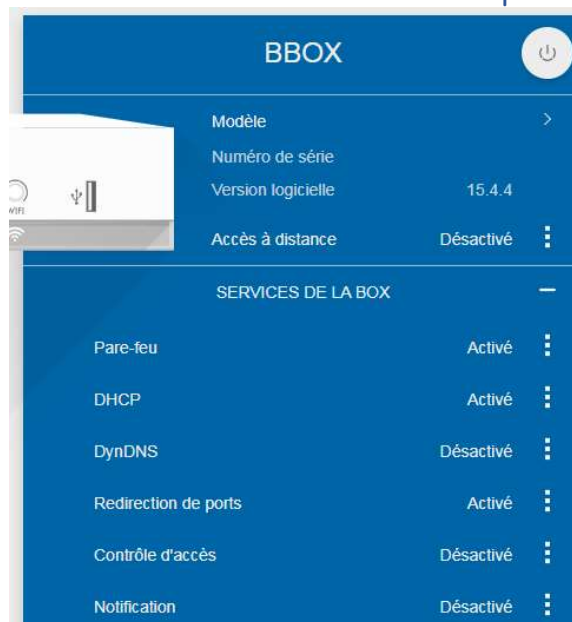 BBOX
Modèle
Numéro de série
Version logicielle 15.4.4
WIFI
Accès à distance Désactivé
SERVICES DE LA BOX
Pare-feu Activé
DHCP Activé
DynDNS Désactivé
Redirection de ports Activé
Contrôle d'accès Désactivé
Notification Désactivé